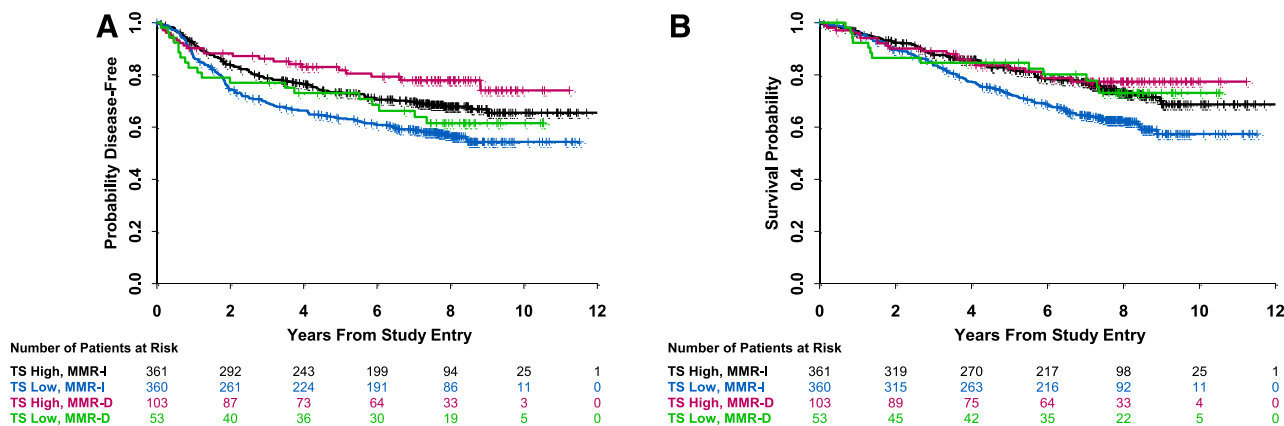 A
Probability Disease-Free
1.0
0.8
0.6
0.4
0.2
0.0
0 2 4 6 8 10 12
Years From Study Entry
Number of Patients at Risk
TS High, MMR-I 361 292 243 199 94 25 1
TS Low, MMR-I 360 261 224 191 86 11 0
TS High, MMR-D 103 87 73 64 33 3 0
TS Low, MMR-D 53 40 36 30 19 5 0
B
Survival Probability
1.0
0.8
0.6
0.4
0.2
0.0
0 2 4 6 8 10 12
Years From Study Entry
Number of Patients at Risk
TS High, MMR-I 361 319 270 217 98 25 1
TS Low, MMR-I 360 315 263 216 92 11 0
TS High, MMR-D 103 89 75 64 33 4 0
TS Low, MMR-D 53 45 42 35 22 5 0